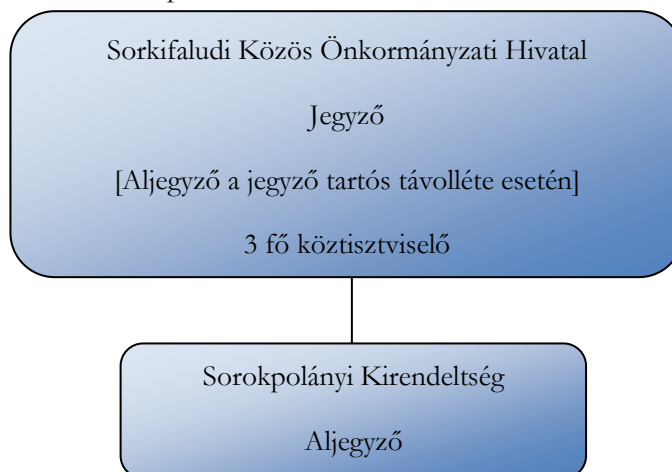 Sorkifaludi Közös Önkormányzati Hivatal
Jegyző
[Aljegyző a jegyző tartós távolléte esetén]
3 fő köztisztviselő
Sorokpolányi Kirendeltség
Aljegyző